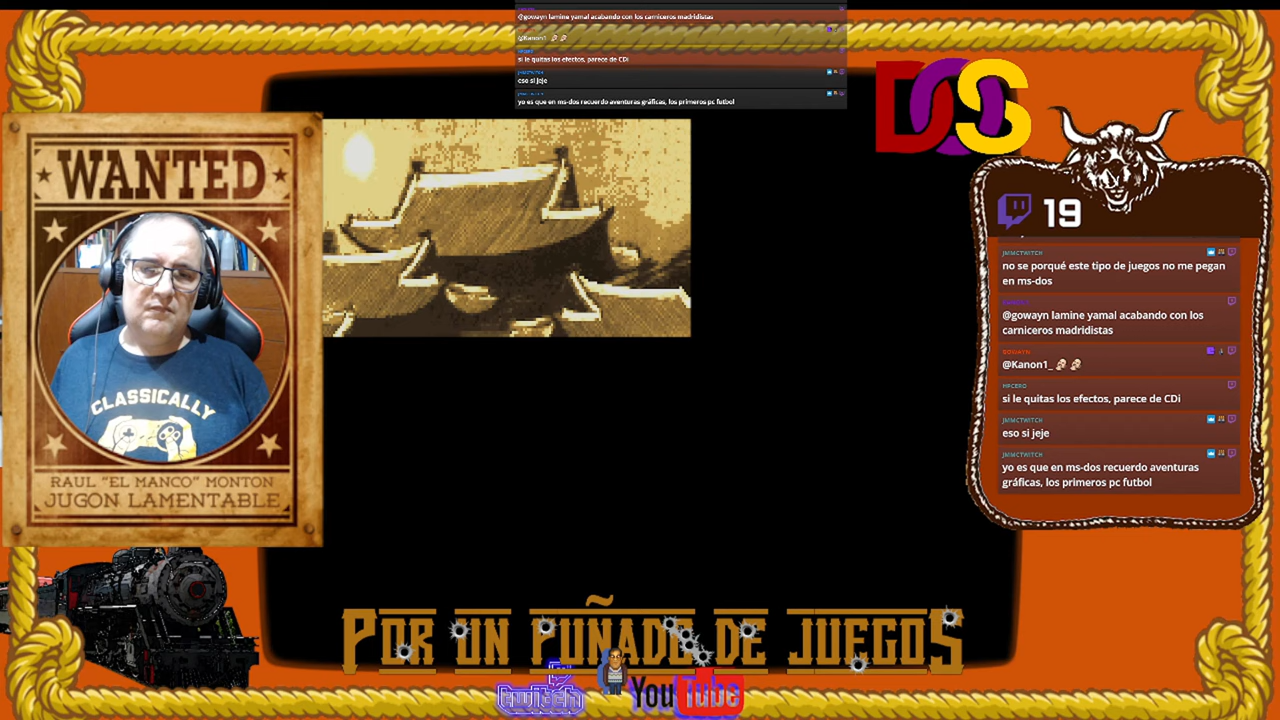 @gowayn lamine yamal acabando con los carniceros madridistas
@Kanon1_
si le quitas los efectos, parece de CDi
eso si jeje
yo es que en ms-dos recuerdo aventuras gráficas, los primeros pc futbol
DOS
WANTED
CLASSICALLY
RAUL "EL MANCO" MONTON
JUGON LAMENTABLE
19
JMMCTWITCH
no se porqué este tipo de juegos no me pegan
en ms-dos
@gowayn lamine yamal acabando con los
carniceros madridistas
GOWAYN
@Kanon1_
HPCERO
si le quitas los efectos, parece de CDi
JMMCTWITCH
eso si jeje
JMMCTWITCH
yo es que en ms-dos recuerdo aventuras
gráficas, los primeros pc futbol
POR UN PUÑADO DE JUEGOS
twitch
YouTube